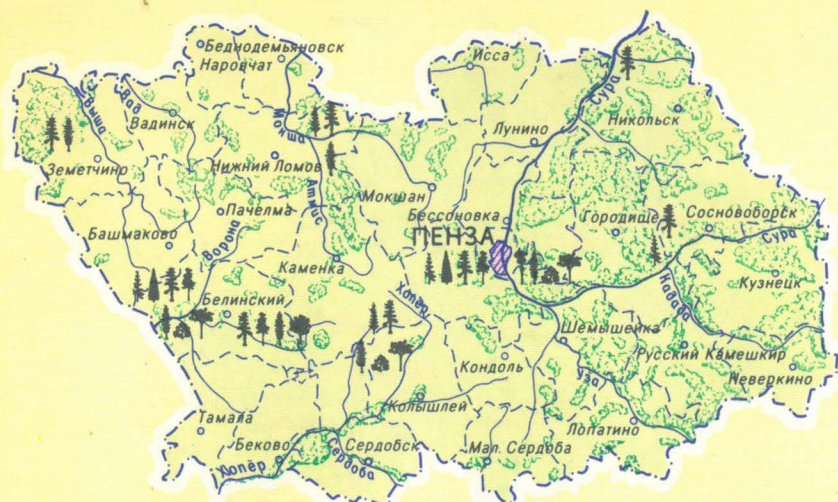 Беднодемьяновск
Наровчат
Исса
Сура
Выша
Вад
Вадинск
Мокша
Лунино
Никольск
Земетчино
Нижний Ломов
Атмис
Мокшан
Пачелма
Бессоновка
Городище
Сосновоборск
Башмаково
Ворона
ПЕНЗА
Сура
Каменка
Кузнецк
Хопёр
Надаба
Белинский
Шемышейка
Русский Камешкир
Кондоль
Неверкино
Уза
Колышлей
Тамала
Лопатино
Беково
Сердобск
Мал. Сердоба
Хопёр
Сердоба